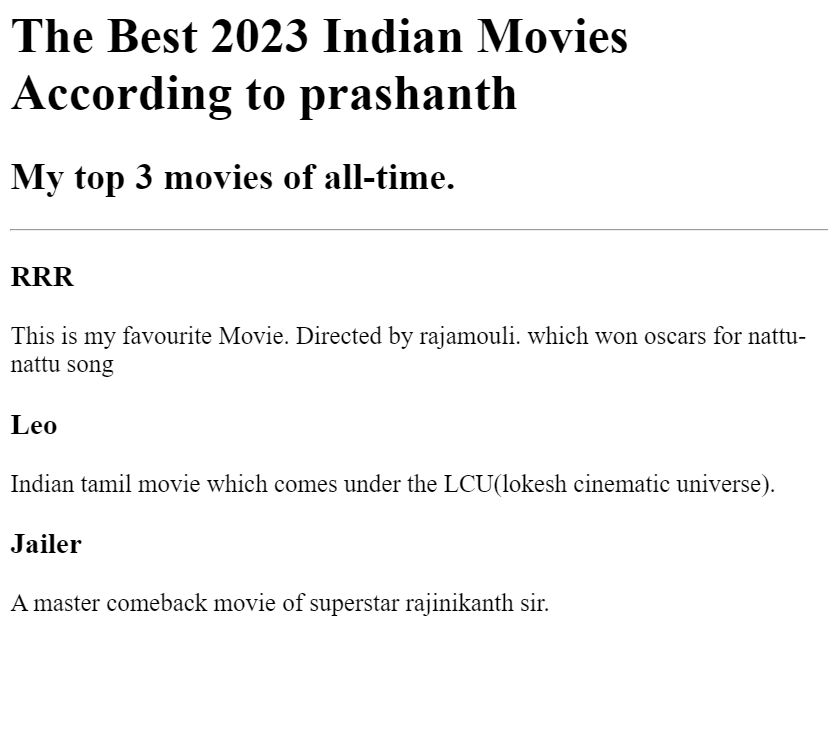 The Best 2023 Indian Movies
According to prashanth
My top 3 movies of all-time.
RRR
This is my favourite Movie. Directed by rajamouli. which won oscars for nattu-
nattu song
Leo
Indian tamil movie which comes under the LCU(lokesh cinematic universe).
Jailer
A master comeback movie of superstar rajinikanth sir.